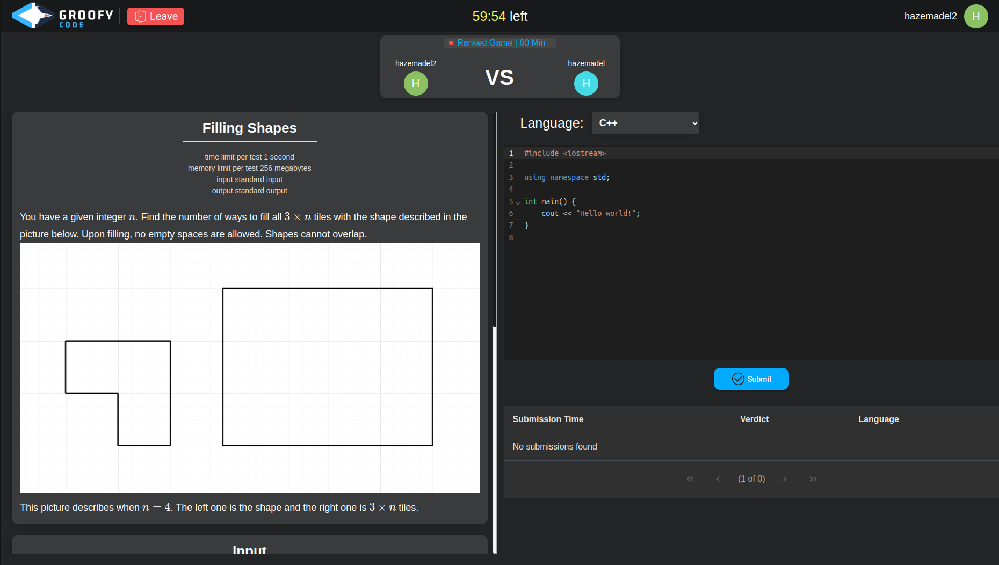 GROOFY
CODE
Leave
59:54 left
hazemadel2
H
Ranked Game | 60 Min
hazemadel2
hazemadel
VS
H
H
Filling Shapes
time limit per test 1 second
memory limit per test 256 megabytes
input standard input
output standard output
You have a given integer n. Find the number of ways to fill all 3 × n tiles with the shape described in the
picture below. Upon filling, no empty spaces are allowed. Shapes cannot overlap.
This picture describes when n = 4. The left one is the shape and the right one is 3 × n tiles.
Input
Language:
C++
1 #include <iostream>
2
3 using namespace std;
4
5 int main() {
6     cout << "Hello world!";
7 }
8
Submit
Submission Time Verdict Language
No submissions found
(1 of 0)